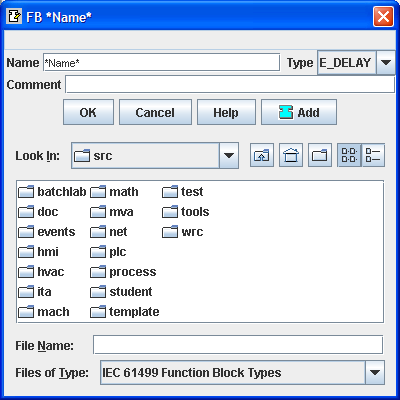 FB *Name*
Name *Name* Type E_DELAY
Comment
OK Cancel Help Add
Look In: src
batchlab math test
doc mva tools
events net wrc
hmi plc
hvac process
ita student
mach template
File Name:
Files of Type: IEC 61499 Function Block Types